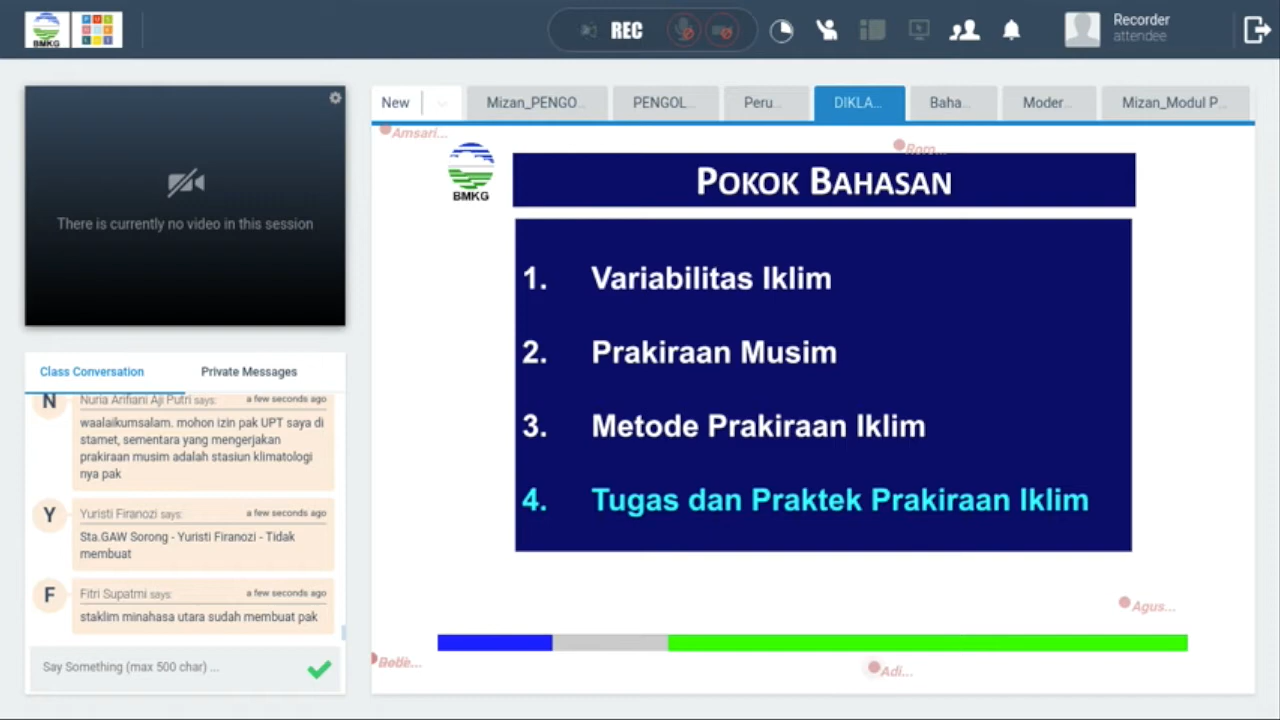 BMKG
REC
Recorder
attendee
There is currently no video in this session
New
Mizan_PENGO...
PENGOL...
Peru...
DIKLA...
Baha...
Moder...
Mizan_Modul P...
Amsari...
Rom...
BMKG
POKOK BAHASAN
1. Variabilitas Iklim
2. Prakiraan Musim
3. Metode Prakiraan Iklim
4. Tugas dan Praktek Prakiraan Iklim
Agus...
Adi...
Class Conversation
Private Messages
N
Nuria Arifiani Aji Putri says:
a few seconds ago
waalaikumsalam. mohon izin pak UPT saya di
stamet, sementara yang mengerjakan
prakiraan musim adalah stasiun klimatologi
nya pak
Y
Yuristi Firanozi says:
a few seconds ago
Sta.GAW Sorong - Yuristi Firanozi - Tidak
membuat
F
Fitri Supatmi says:
a few seconds ago
staklim minahasa utara sudah membuat pak
Say Something (max 500 char) ...